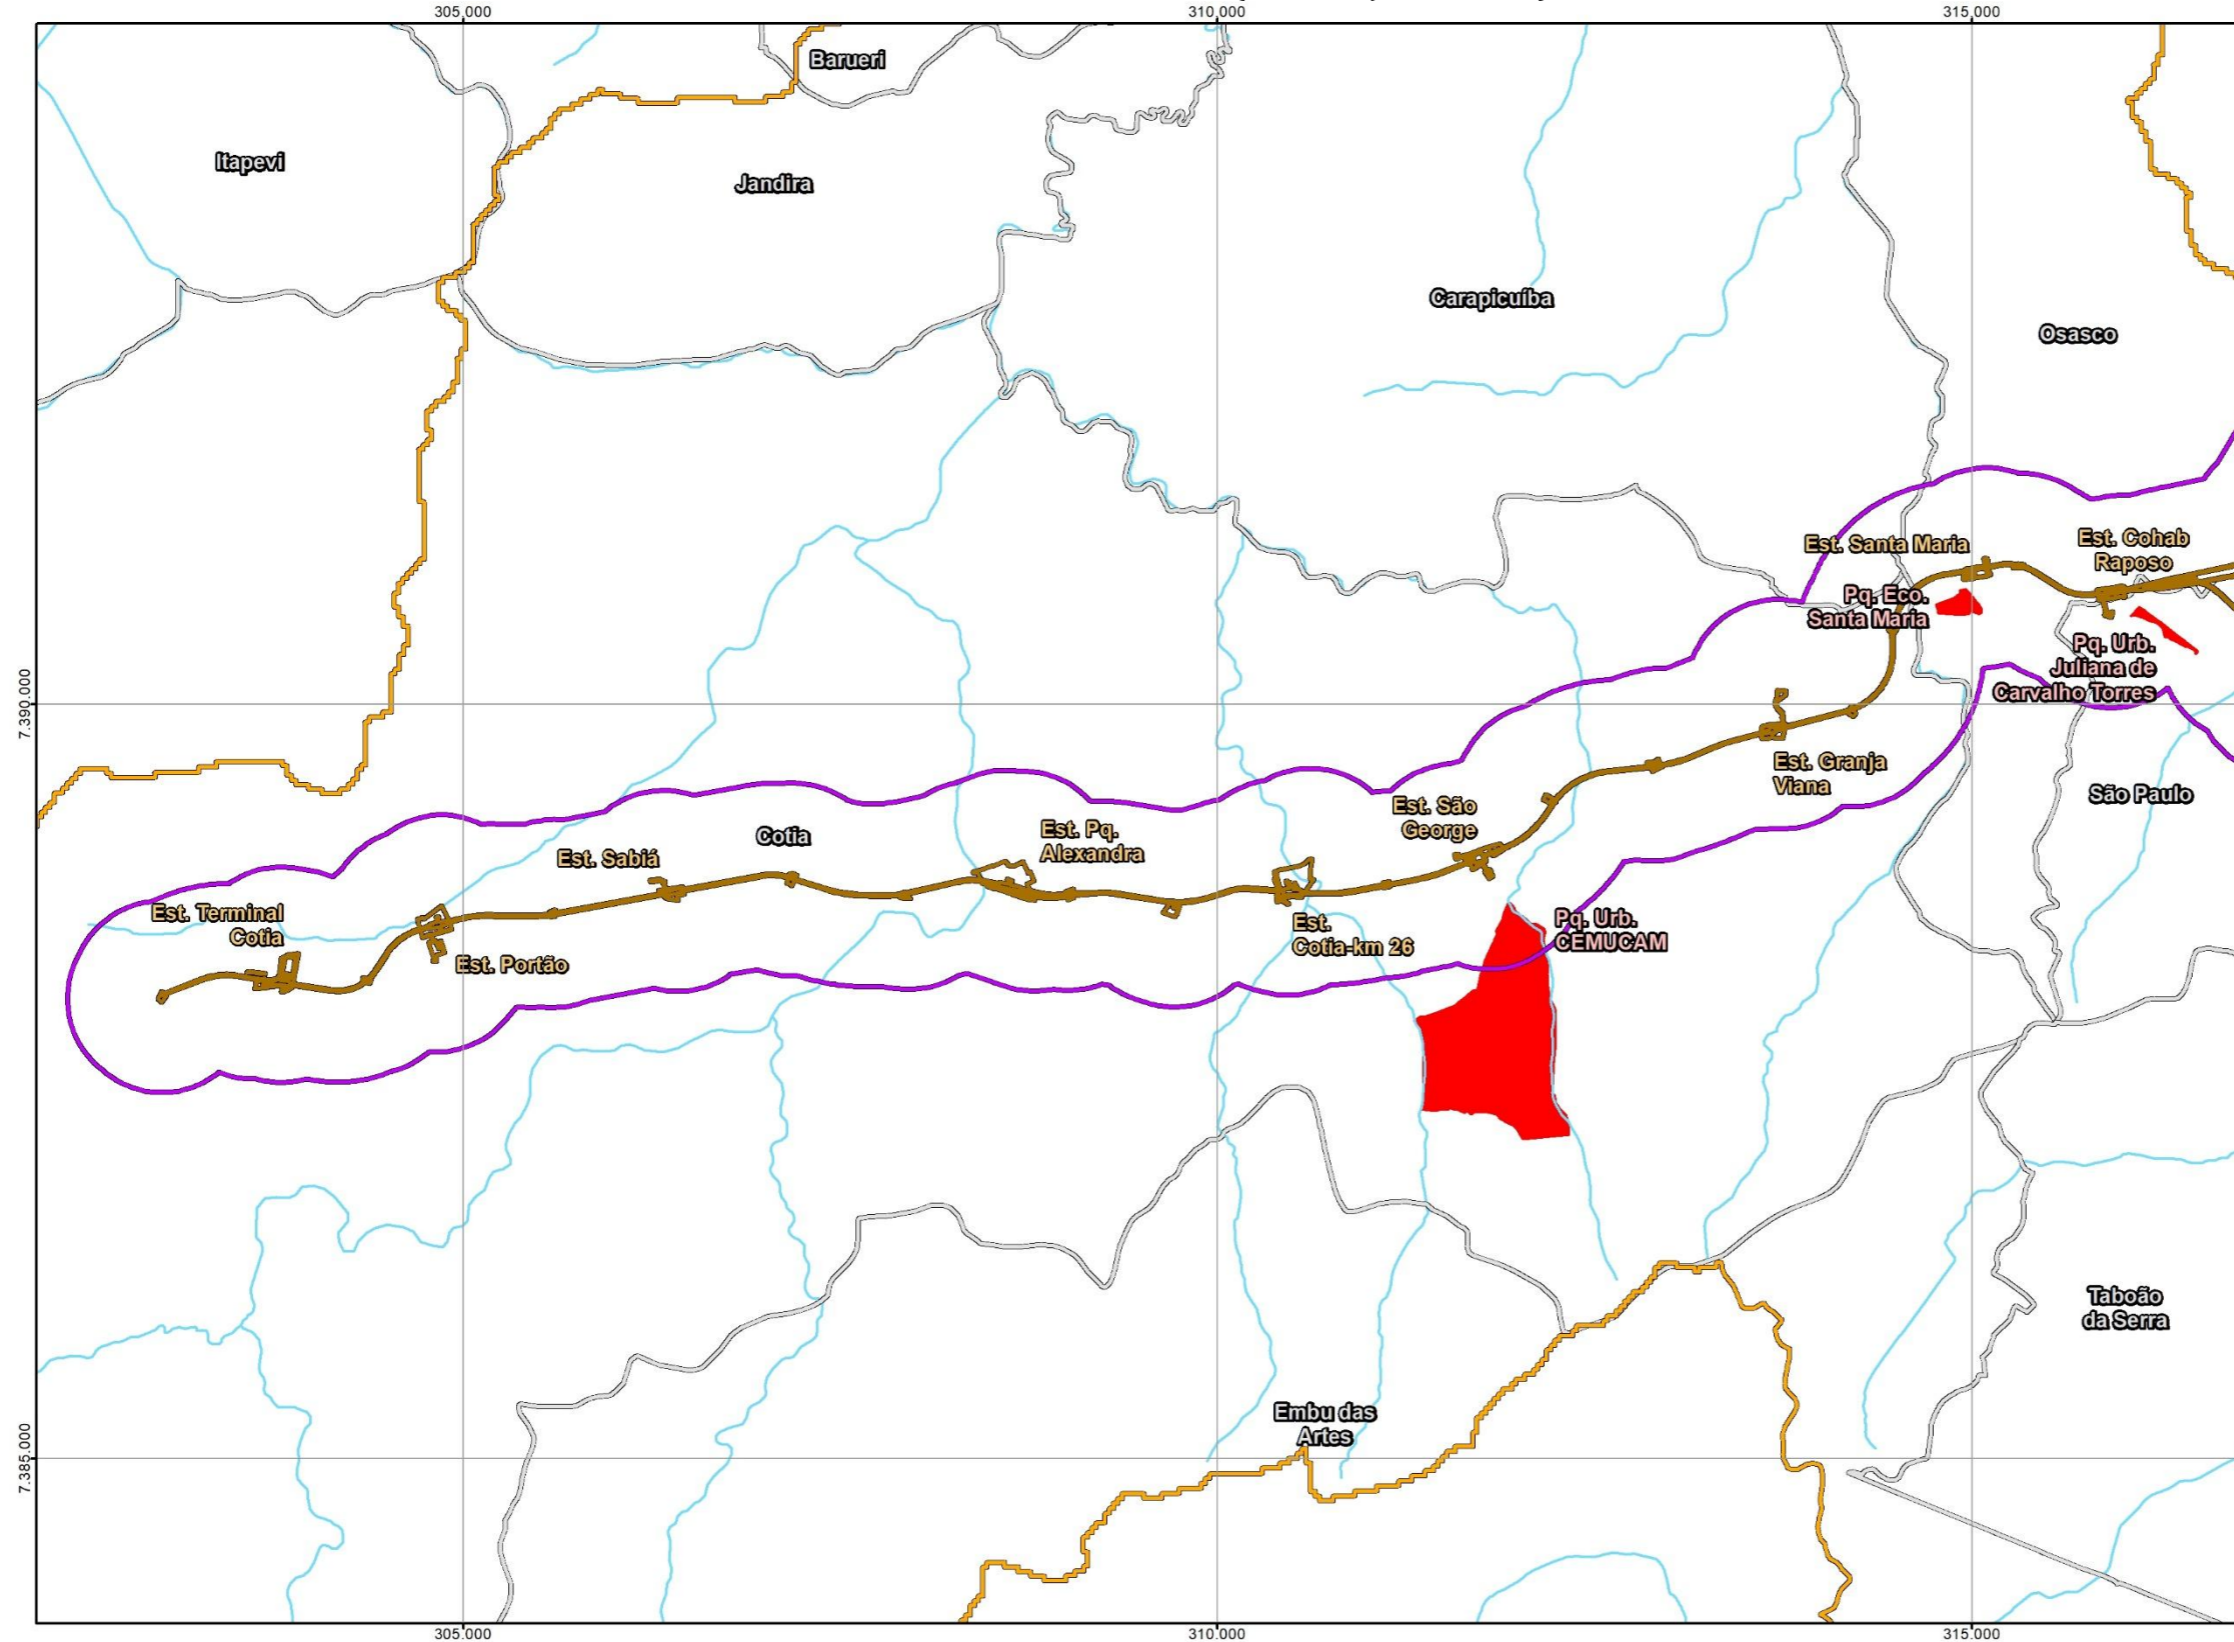 305.000
310.000
315.000
Barueri
Itapevi
Jandira
Carapicuíba
Osasco
Est. Santa Maria
Est. Cohab
Raposo
Pq. Eco.
Santa Maria
Pq. Urb.
Juliana de
Carvalho Torres
7.390.000
Est. Granja
Viana
São Paulo
Est. São
George
Cotia
Est. Pq.
Alexandra
Est. Sabiá
Est. Terminal
Cotia
Est. Portão
Est.
Cotia-km 26
Pq. Urb.
CEMUCAM
Taboão
da Serra
Embu das
Artes
7.385.000
305.000
310.000
315.000